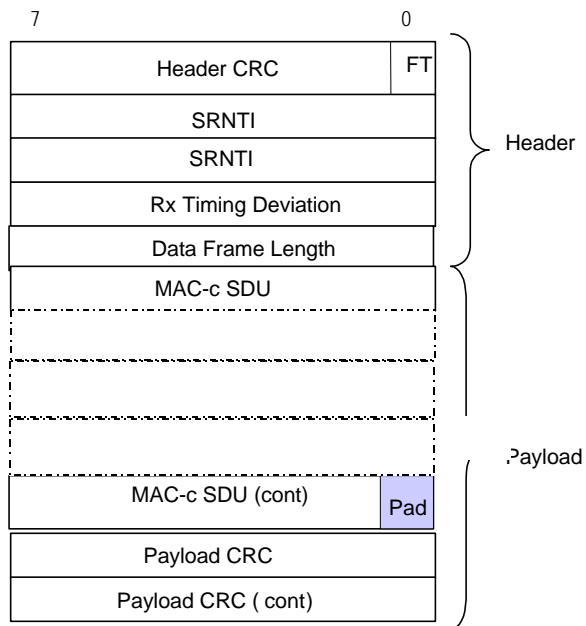 7 0
Header CRC FT
SRNTI
SRNTI
Header
Rx Timing Deviation
Data Frame Length
MAC-c SDU
Payload
MAC-c SDU (cont) Pad
Payload CRC
Payload CRC ( cont)